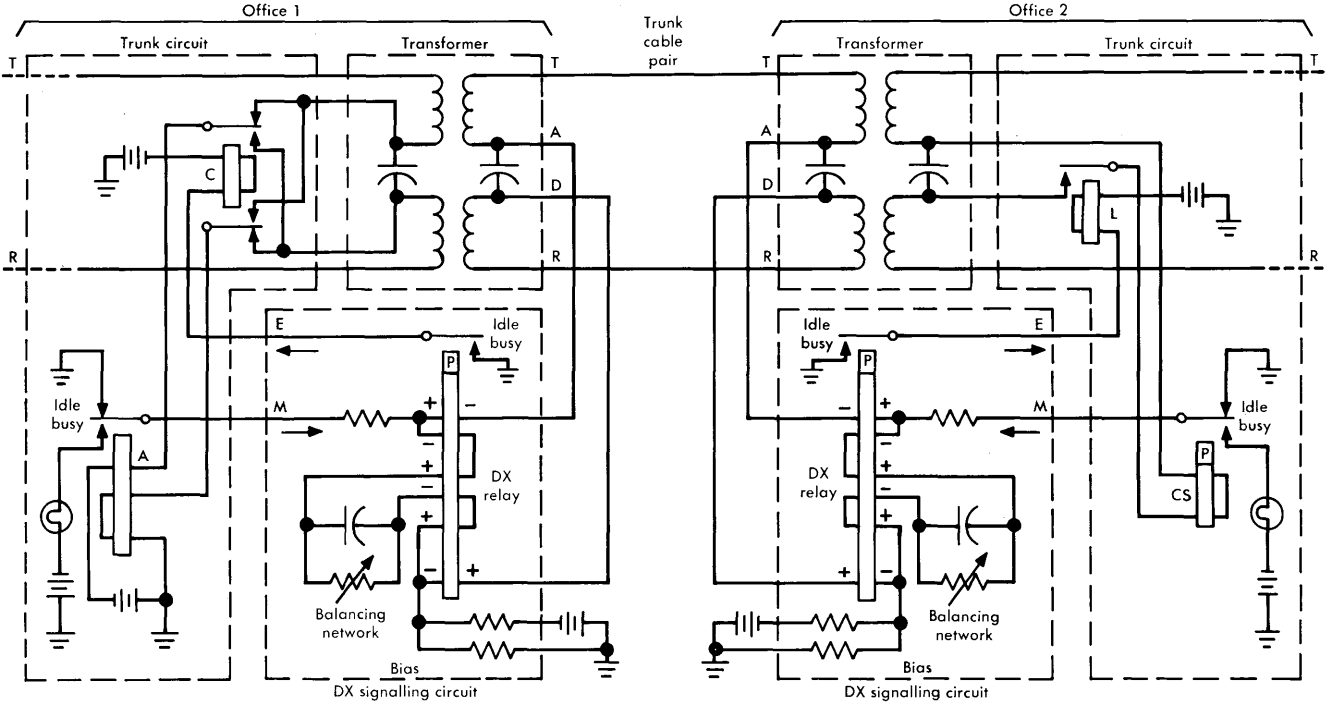 Office 1
Trunk
cable
pair
Office 2
Trunk circuit
Transformer
Transformer
Trunk circuit
T
T
T
T
A
A
C
D
D
L
R
R
R
R
E
Idle
busy
Idle
busy
E
P
P
Idle
busy
M
+
−
−
+
M
Idle
busy
A
−
+
−
+
DX
relay
DX
relay
−
+
−
+
P
CS
−
+
+
−
Balancing
network
Balancing
network
Bias
Bias
DX signalling circuit
DX signalling circuit